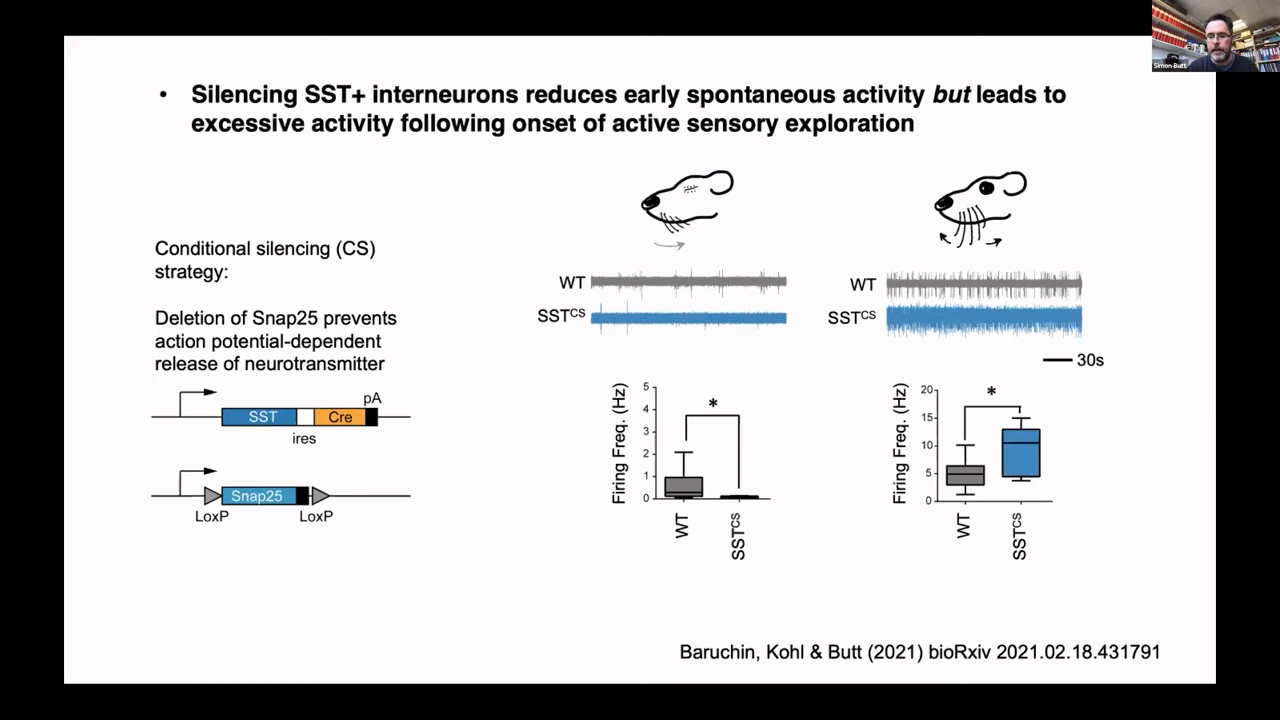 Simon Butt
• Silencing SST+ interneurons reduces early spontaneous activity but leads to
excessive activity following onset of active sensory exploration
Conditional silencing (CS)
strategy:
Deletion of Snap25 prevents
action potential-dependent
release of neurotransmitter
pA
SST Cre
ires
Snap25
LoxP LoxP
WT
SSTCS
WT
SSTCS
30s
Firing Freq. (Hz)
5
4
3
2
1
0
*
WT
SSTCS
Firing Freq. (Hz)
20
15
10
5
0
*
WT
SSTCS
Baruchin, Kohl & Butt (2021) bioRxiv 2021.02.18.431791